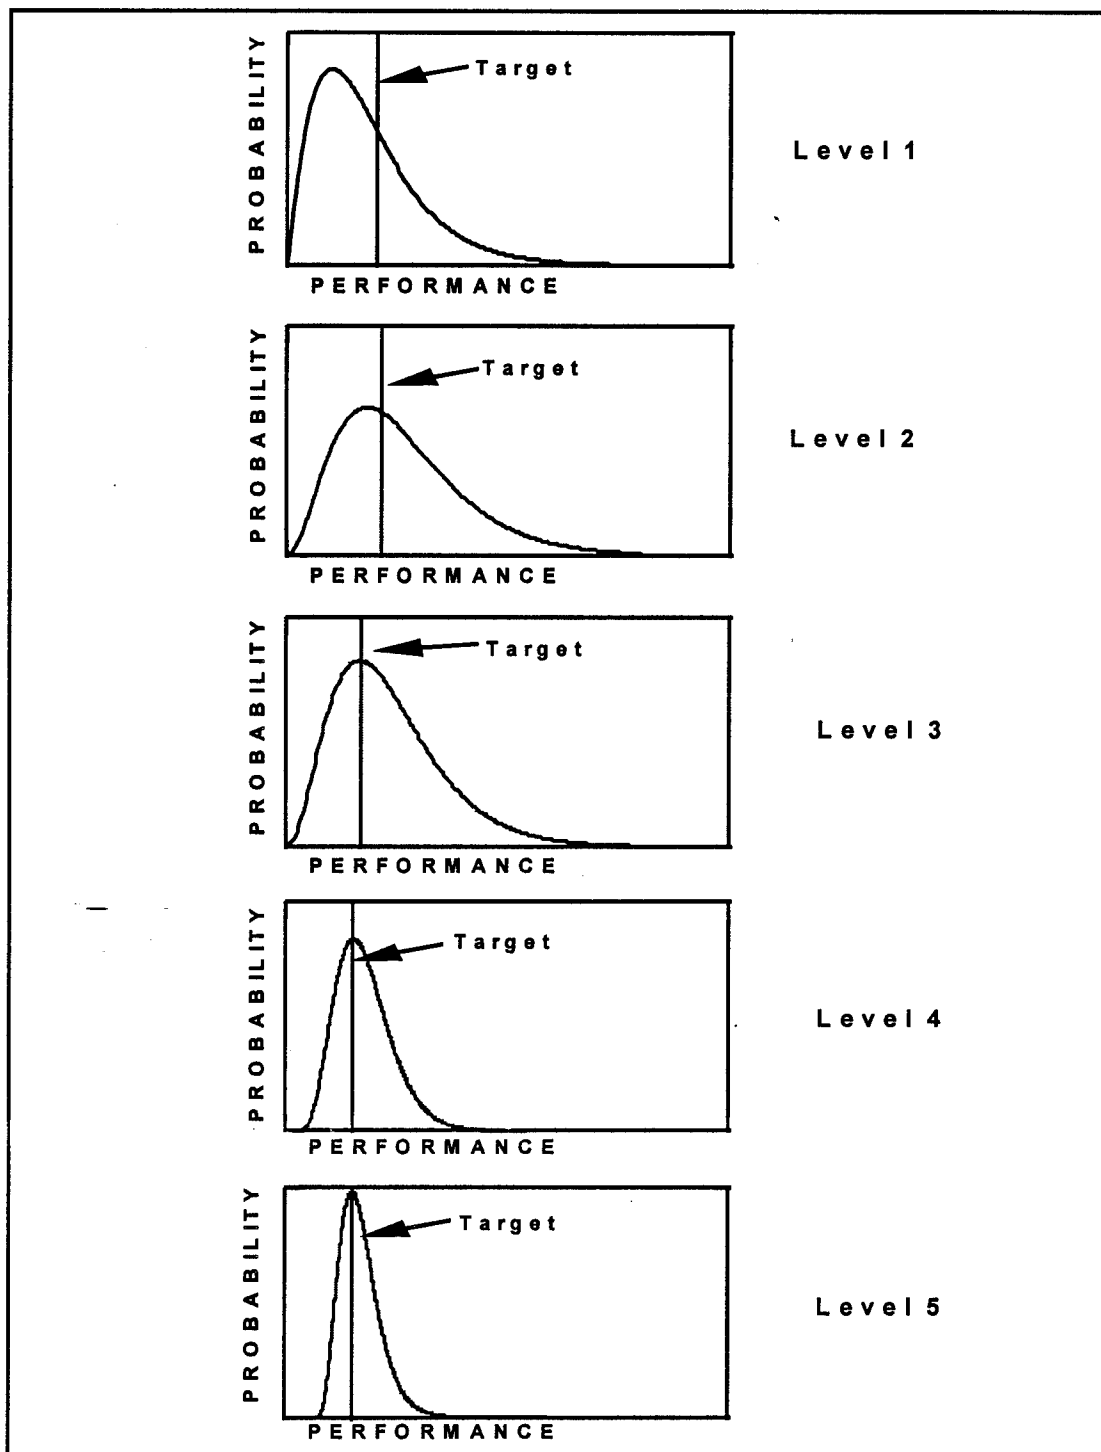 PROBABILITY
Target
Level 1
PERFORMANCE
PROBABILITY
Target
Level 2
PERFORMANCE
PROBABILITY
Target
Level 3
PERFORMANCE
PROBABILITY
Target
Level 4
PERFORMANCE
PROBABILITY
Target
Level 5
PERFORMANCE